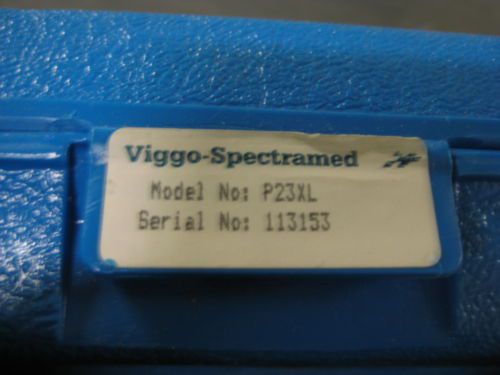 Viggo-Spectramed
Model No: P23XL
Serial No: 113153